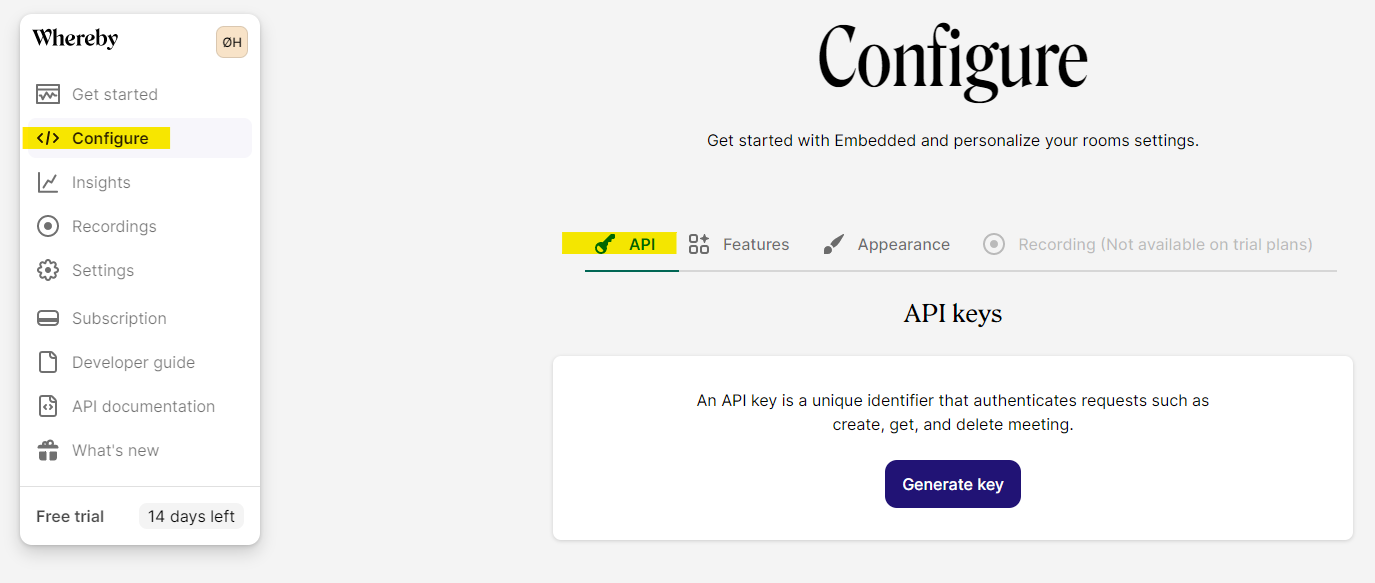 Whereby
ØH
Get started
Configure
Insights
Recordings
Settings
Subscription
Developer guide
API documentation
What's new
Free trial 14 days left
Configure
Get started with Embedded and personalize your rooms settings.
API Features Appearance Recording (Not available on trial plans)
API keys
An API key is a unique identifier that authenticates requests such as
create, get, and delete meeting.
Generate key